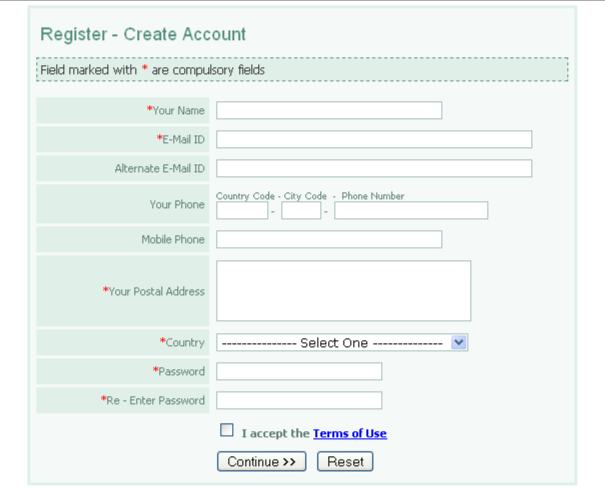 Register - Create Account
Field marked with * are compulsory fields
*Your Name
*E-Mail ID
Alternate E-Mail ID
Your Phone
Country Code - City Code - Phone Number
- -
Mobile Phone
*Your Postal Address
*Country
--------------- Select One --------------
*Password
*Re - Enter Password
I accept the Terms of Use
Continue >> Reset